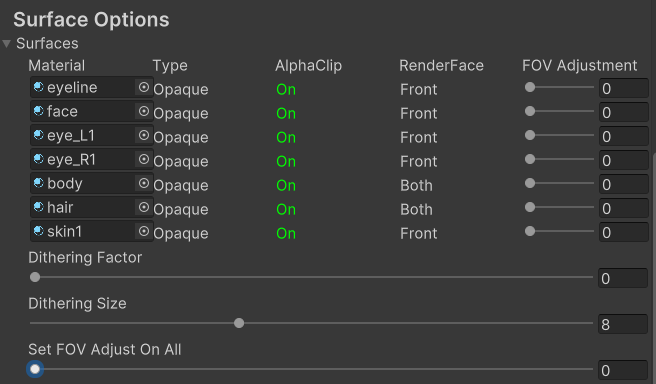 Surface Options
Surfaces
Material Type AlphaClip RenderFace FOV Adjustment
eyeline Opaque On Front 0
face Opaque On Front 0
eye_L1 Opaque On Front 0
eye_R1 Opaque On Front 0
body Opaque On Both 0
hair Opaque On Both 0
skin1 Opaque On Front 0
Dithering Factor
0
Dithering Size
8
Set FOV Adjust On All
0